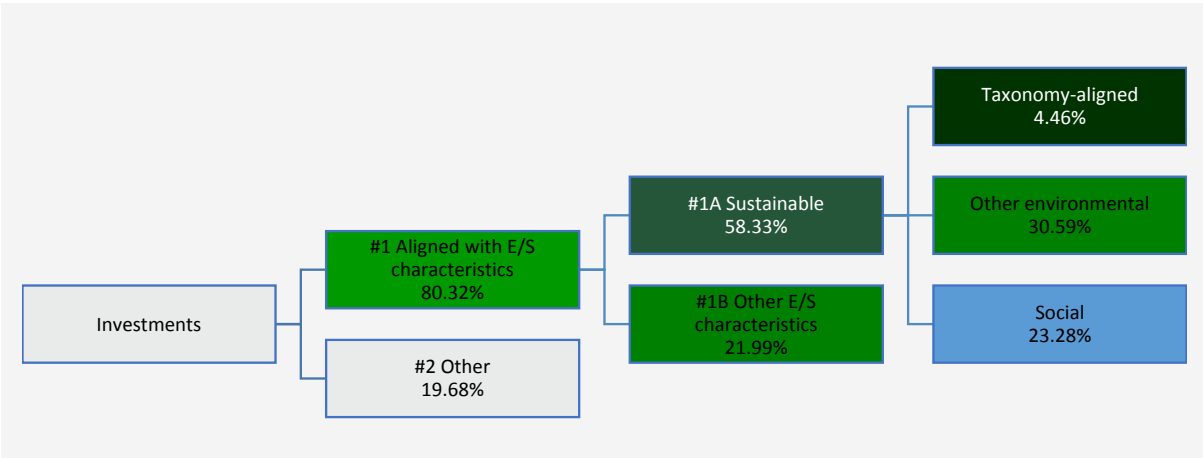 Investments
#1 Aligned with E/S
characteristics
80.32%
#2 Other
19.68%
#1A Sustainable
58.33%
#1B Other E/S
characteristics
21.99%
Taxonomy-aligned
4.46%
Other environmental
30.59%
Social
23.28%